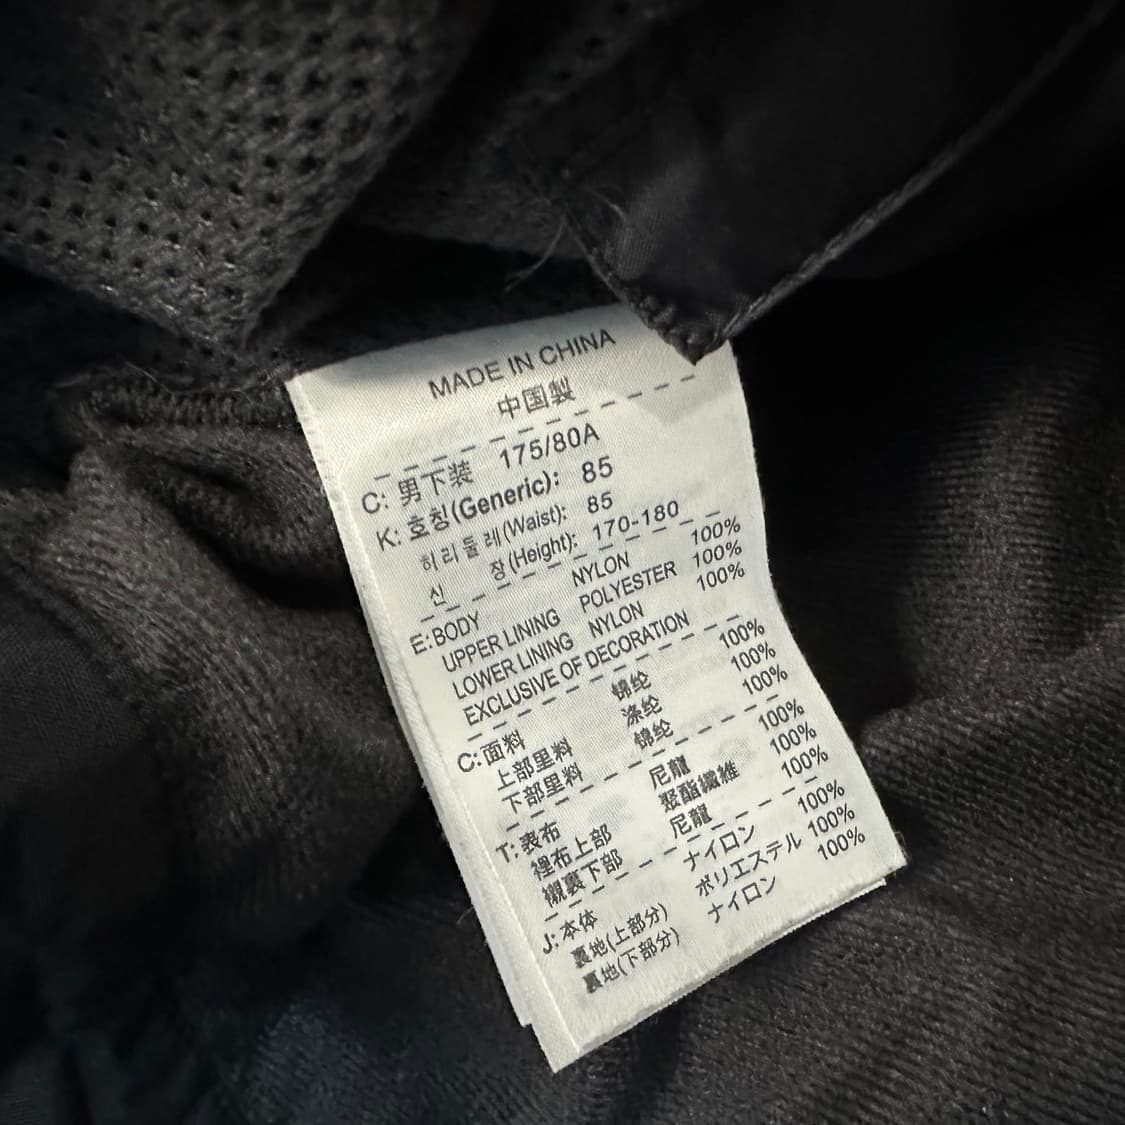 MADE IN CHINA
中国製
C: 男下装 175/80A
K: 호칭(Generic): 85
허리둘레(Waist): 85
신 장(Height): 170-180
E: BODY NYLON 100%
UPPER LINING POLYESTER 100%
LOWER LINING NYLON 100%
EXCLUSIVE OF DECORATION
C: 面料 锦纶 100%
上部里料 涤纶 100%
下部里料 锦纶 100%
T: 表布 尼龍 100%
裡布上部 聚酯纖維 100%
襯裏下部 尼龍 100%
J: 本体 ナイロン 100%
裏地(上部分) ポリエステル 100%
裏地(下部分) ナイロン 100%